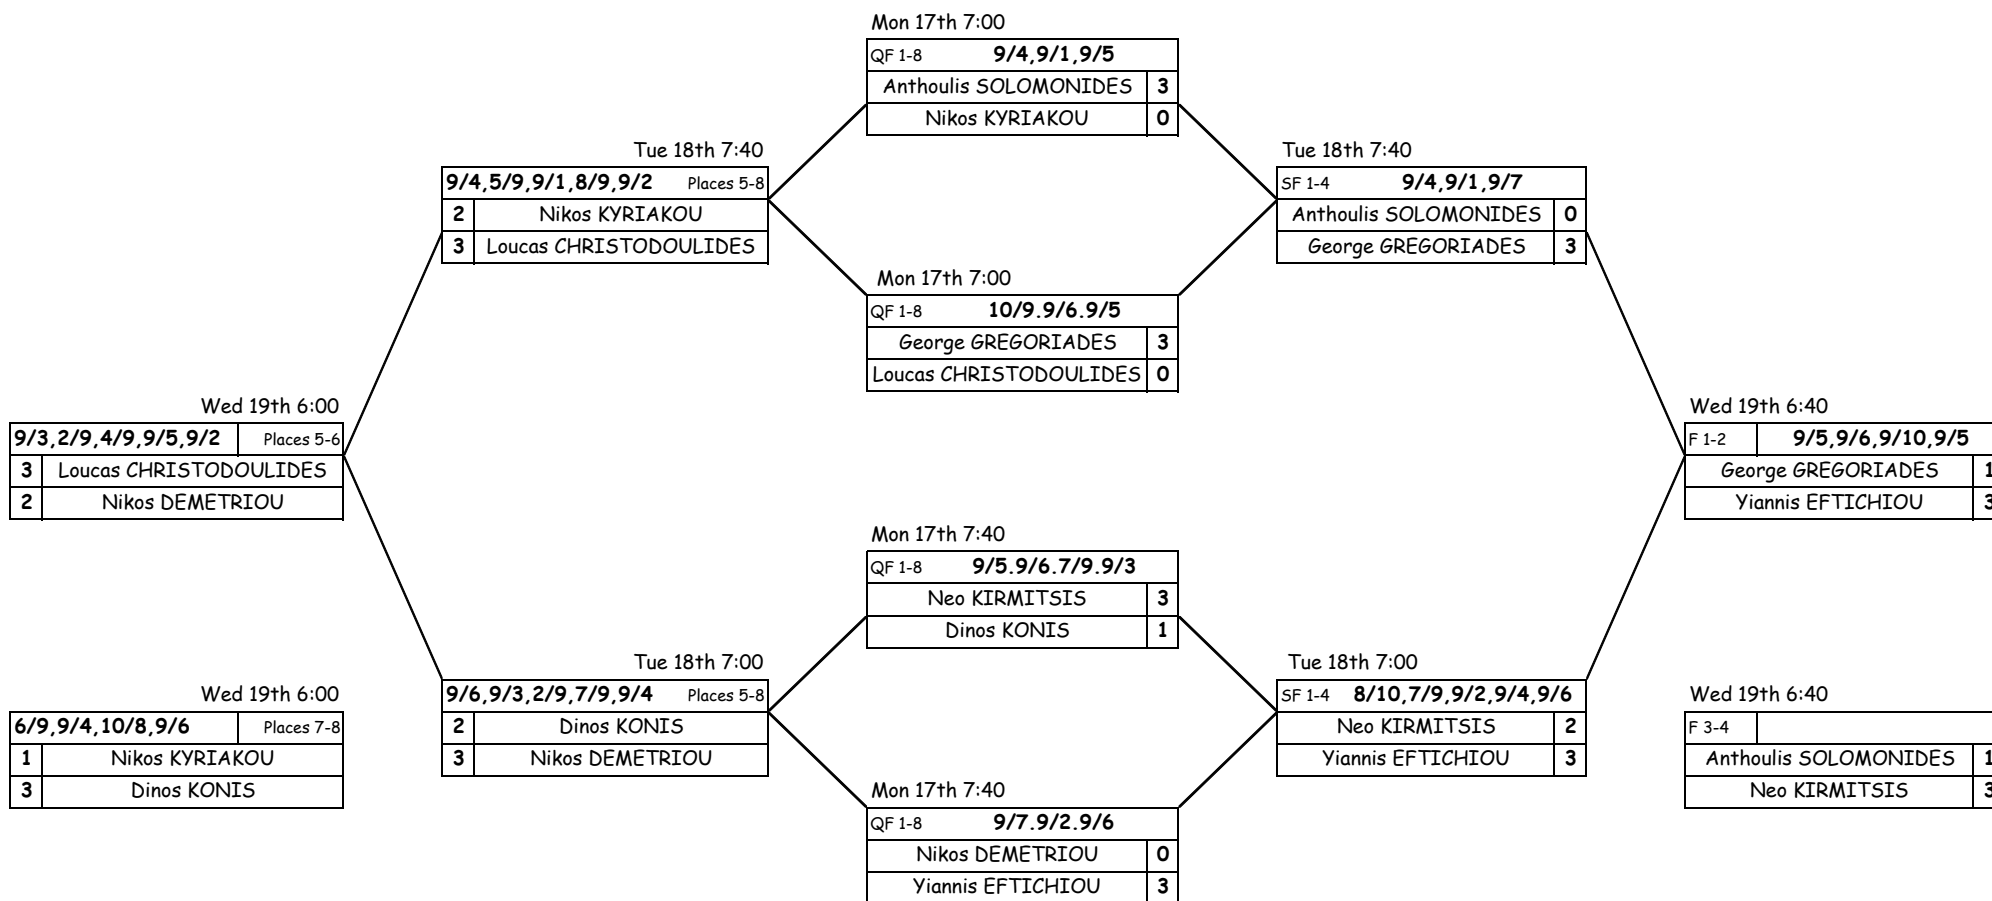 Mon 17th 7:00
QF 1-8 9/4,9/1,9/5
Anthoulis SOLOMONIDES 3
Nikos KYRIAKOU 0
Tue 18th 7:40
9/4,5/9,9/1,8/9,9/2 Places 5-8
2 Nikos KYRIAKOU
3 Loucas CHRISTODOULIDES
Tue 18th 7:40
SF 1-4 9/4,9/1,9/7
Anthoulis SOLOMONIDES 0
George GREGORIADES 3
Mon 17th 7:00
QF 1-8 10/9.9/6.9/5
George GREGORIADES 3
Loucas CHRISTODOULIDES 0
Wed 19th 6:00
9/3,2/9,4/9,9/5,9/2 Places 5-6
3 Loucas CHRISTODOULIDES
2 Nikos DEMETRIOU
Wed 19th 6:40
F 1-2 9/5,9/6,9/10,9/5
George GREGORIADES 1
Yiannis EFTICHIOU 3
Mon 17th 7:40
QF 1-8 9/5.9/6.7/9.9/3
Neo KIRMITSIS 3
Dinos KONIS 1
Tue 18th 7:00
9/6,9/3,2/9,7/9,9/4 Places 5-8
2 Dinos KONIS
3 Nikos DEMETRIOU
Tue 18th 7:00
SF 1-4 8/10,7/9,9/2,9/4,9/6
Neo KIRMITSIS 2
Yiannis EFTICHIOU 3
Wed 19th 6:00
6/9,9/4,10/8,9/6 Places 7-8
1 Nikos KYRIAKOU
3 Dinos KONIS
Wed 19th 6:40
F 3-4
Anthoulis SOLOMONIDES 1
Neo KIRMITSIS 3
Mon 17th 7:40
QF 1-8 9/7.9/2.9/6
Nikos DEMETRIOU 0
Yiannis EFTICHIOU 3